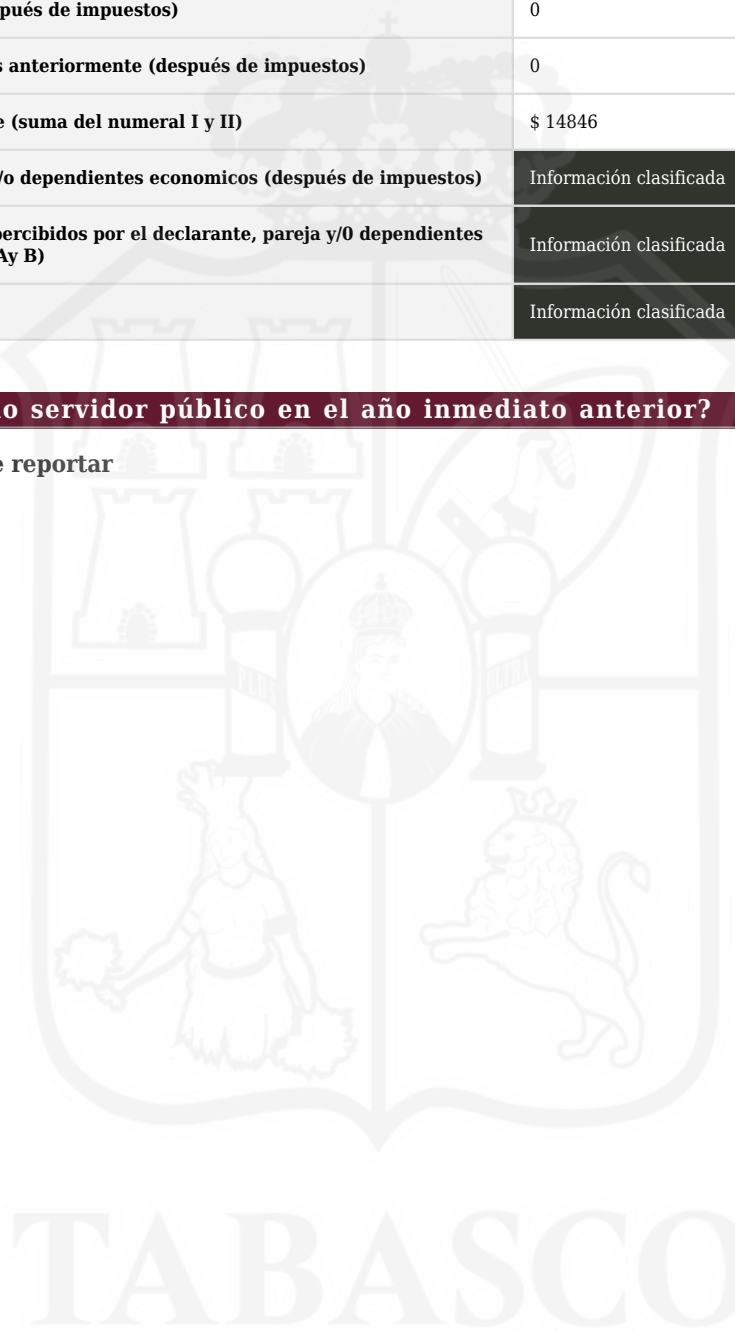 pués de impuestos)
0
s anteriormente (después de impuestos)
0
e (suma del numeral I y II)
$ 14846
/o dependientes economicos (después de impuestos)
Información clasificada
percibidos por el declarante, pareja y/0 dependientes
Ay B)
Información clasificada
Información clasificada
o servidor público en el año inmediato anterior?
e reportar
PLUS
ULTRA
TABASCO